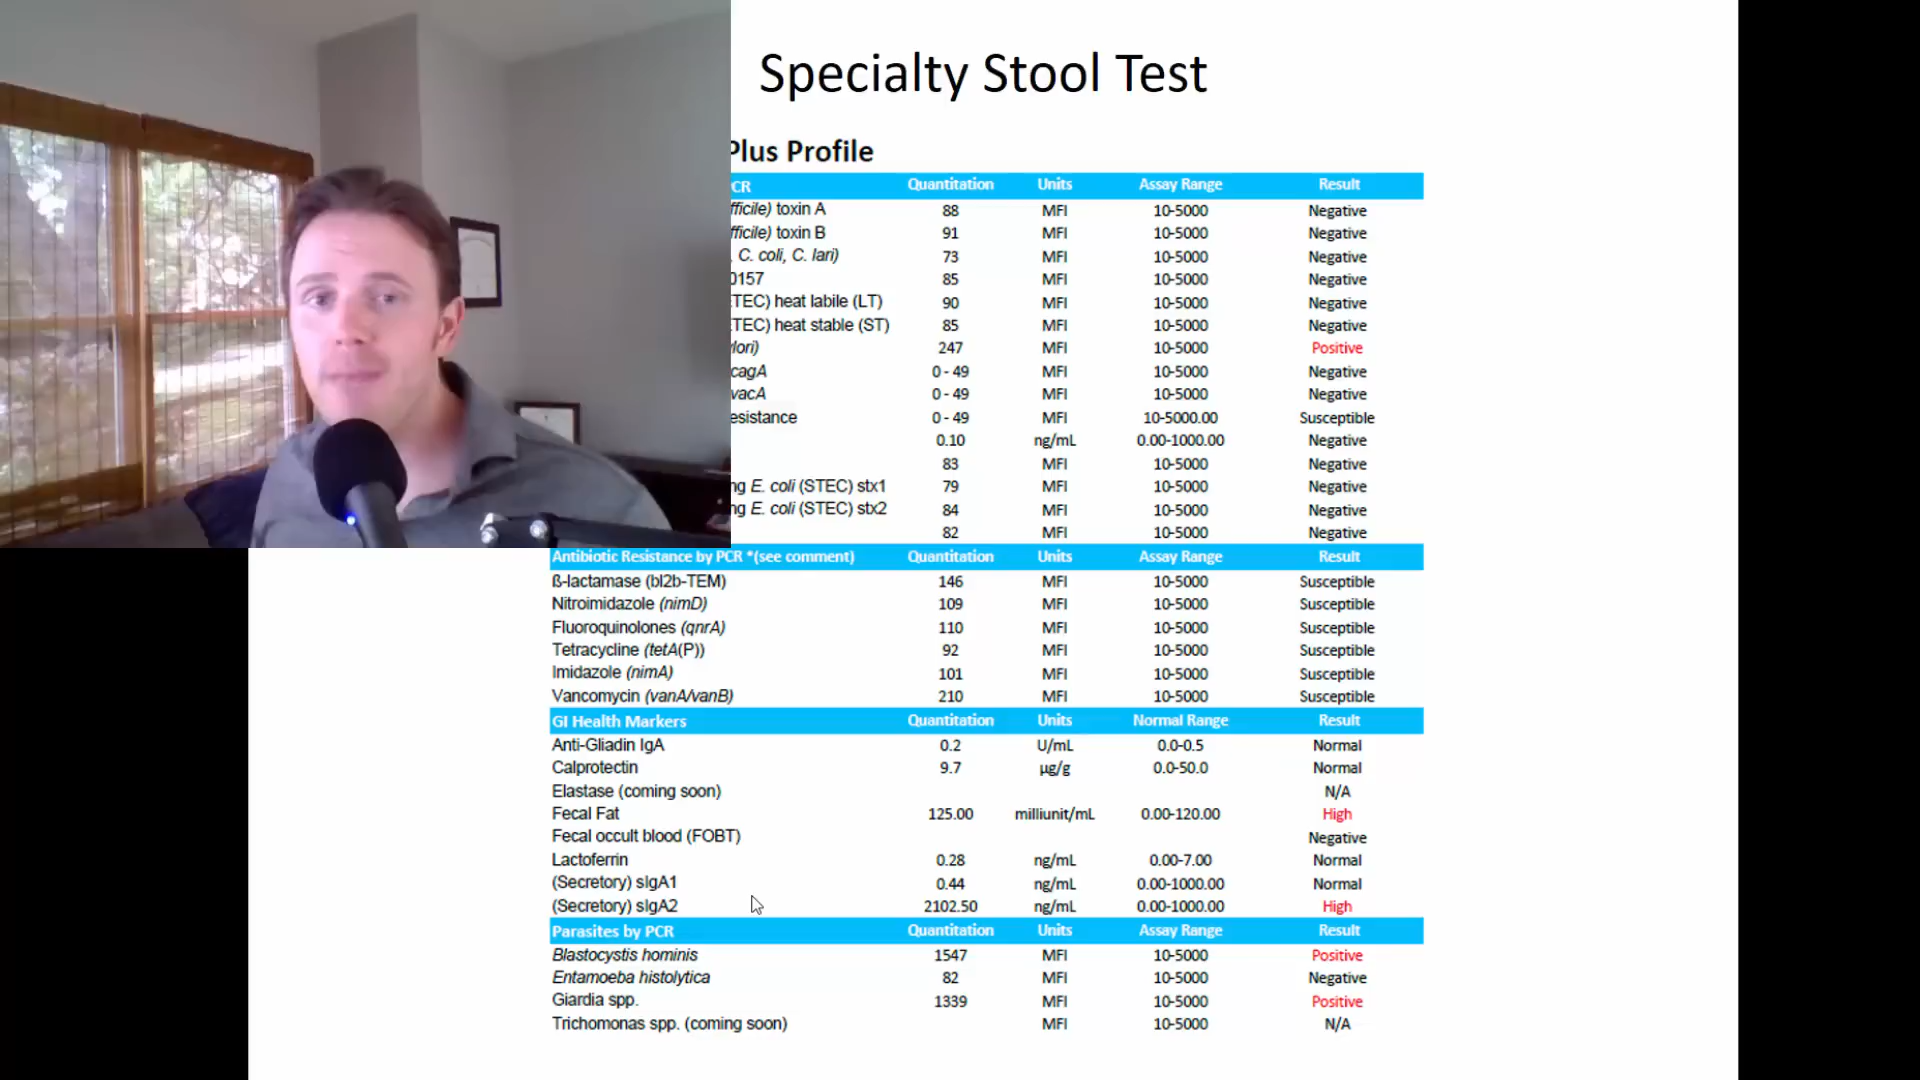 Specialty Stool Test
Plus Profile
PCR Quantitation Units Assay Range Result
fficile) toxin A 88 MFI 10-5000 Negative
fficile) toxin B 91 MFI 10-5000 Negative
, C. coli, C. lari) 73 MFI 10-5000 Negative
0157 85 MFI 10-5000 Negative
TEC) heat labile (LT) 90 MFI 10-5000 Negative
TEC) heat stable (ST) 85 MFI 10-5000 Negative
ylori) 247 MFI 10-5000 Positive
cagA 0 - 49 MFI 10-5000 Negative
vacA 0 - 49 MFI 10-5000 Negative
esistance 0 - 49 MFI 10-5000.00 Susceptible
0.10 ng/mL 0.00-1000.00 Negative
83 MFI 10-5000 Negative
ng E. coli (STEC) stx1 79 MFI 10-5000 Negative
ng E. coli (STEC) stx2 84 MFI 10-5000 Negative
82 MFI 10-5000 Negative
Antibiotic Resistance by PCR *(see comment) Quantitation Units Assay Range Result
ß-lactamase (bl2b-TEM) 146 MFI 10-5000 Susceptible
Nitroimidazole (nimD) 109 MFI 10-5000 Susceptible
Fluoroquinolones (qnrA) 110 MFI 10-5000 Susceptible
Tetracycline (tetA(P)) 92 MFI 10-5000 Susceptible
Imidazole (nimA) 101 MFI 10-5000 Susceptible
Vancomycin (vanA/vanB) 210 MFI 10-5000 Susceptible
GI Health Markers Quantitation Units Normal Range Result
Anti-Gliadin IgA 0.2 U/mL 0.0-0.5 Normal
Calprotectin 9.7 µg/g 0.0-50.0 Normal
Elastase (coming soon) N/A
Fecal Fat 125.00 milliunit/mL 0.00-120.00 High
Fecal occult blood (FOBT) Negative
Lactoferrin 0.28 ng/mL 0.00-7.00 Normal
(Secretory) sIgA1 0.44 ng/mL 0.00-1000.00 Normal
(Secretory) sIgA2 2102.50 ng/mL 0.00-1000.00 High
Parasites by PCR Quantitation Units Assay Range Result
Blastocystis hominis 1547 MFI 10-5000 Positive
Entamoeba histolytica 82 MFI 10-5000 Negative
Giardia spp. 1339 MFI 10-5000 Positive
Trichomonas spp. (coming soon) MFI 10-5000 N/A